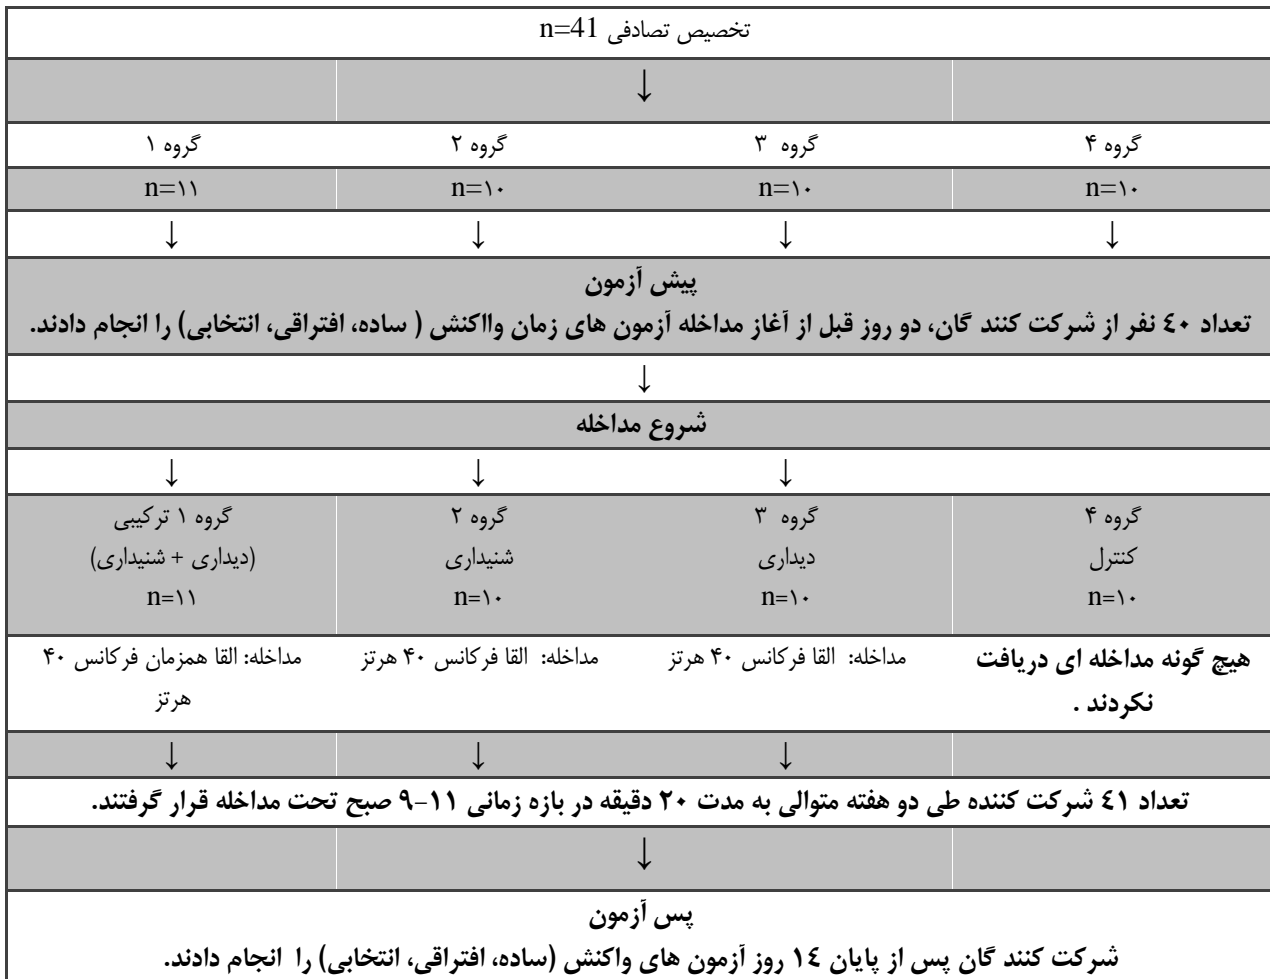 تخصیص تصادفی n=41
↓
گروه ۱ گروه ۲ گروه ۳ گروه ۴
n=۱۱ n=۱۰ n=۱۰ n=۱۰
↓ ↓ ↓ ↓
پیش آزمون
تعداد ٤٠ نفر از شرکت کنند گان، دو روز قبل از آغاز مداخله آزمون های زمان وااکنش ( ساده، افتراقی، انتخابی) را انجام دادند.
↓
شروع مداخله
↓ ↓ ↓
گروه ۱ ترکیبی
(دیداری + شنیداری)
n=۱۱
گروه ۲
شنیداری
n=۱۰
گروه ۳
دیداری
n=۱۰
گروه ۴
کنترل
n=۱۰
مداخله: القا همزمان فرکانس ۴۰
هرتز
مداخله: القا فرکانس ۴۰ هرتز
مداخله: القا فرکانس ۴۰ هرتز
هیچ گونه مداخله ای دریافت
نکردند .
↓ ↓ ↓
تعداد ٤١ شرکت کننده طی دو هفته متوالی به مدت ۲۰ دقیقه در بازه زمانی ۱۱-۹ صبح تحت مداخله قرار گرفتند.
↓
پس آزمون
شرکت کنند گان پس از پایان ١٤ روز آزمون های واکنش (ساده، افتراقی، انتخابی) را انجام دادند.